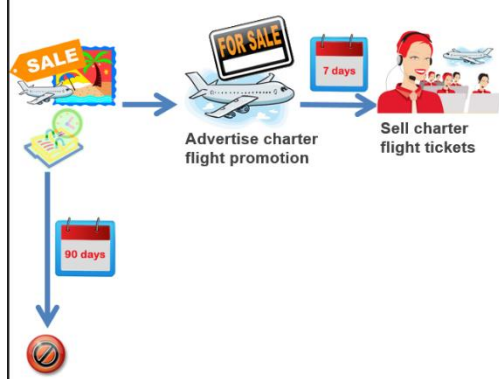 SALE
FOR SALE
7 days
Advertise charter
flight promotion
Sell charter
flight tickets
90 days